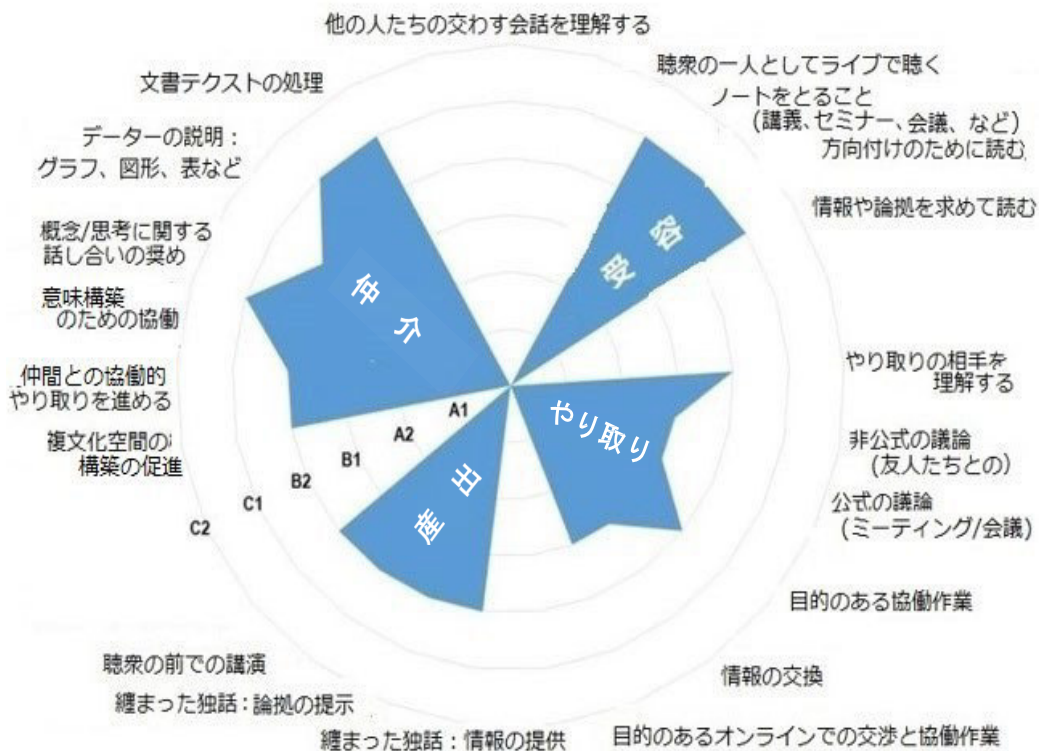 他の人たちの交わす会話を理解する
聴衆の一人としてライブで聴く
ノートをとること
(講義、セミナー、会議、など)
方向付けのために読む
情報や論拠を求めて読む
やり取りの相手を
理解する
非公式の議論
(友人たちとの)
公式の議論
(ミーティング/会議)
目的のある協働作業
情報の交換
目的のあるオンラインでの交渉と協働作業
纏まった独話：情報の提供
纏まった独話：論拠の提示
聴衆の前での講演
複文化空間の
構築の促進
仲間との協働的
やり取りを進める
意味構築
のための協働
概念/思考に関する
話し合いの奨め
データーの説明：
グラフ、図形、表など
文書テクストの処理
受容
やり取り
産出
仲介
A1
A2
B1
B2
C1
C2